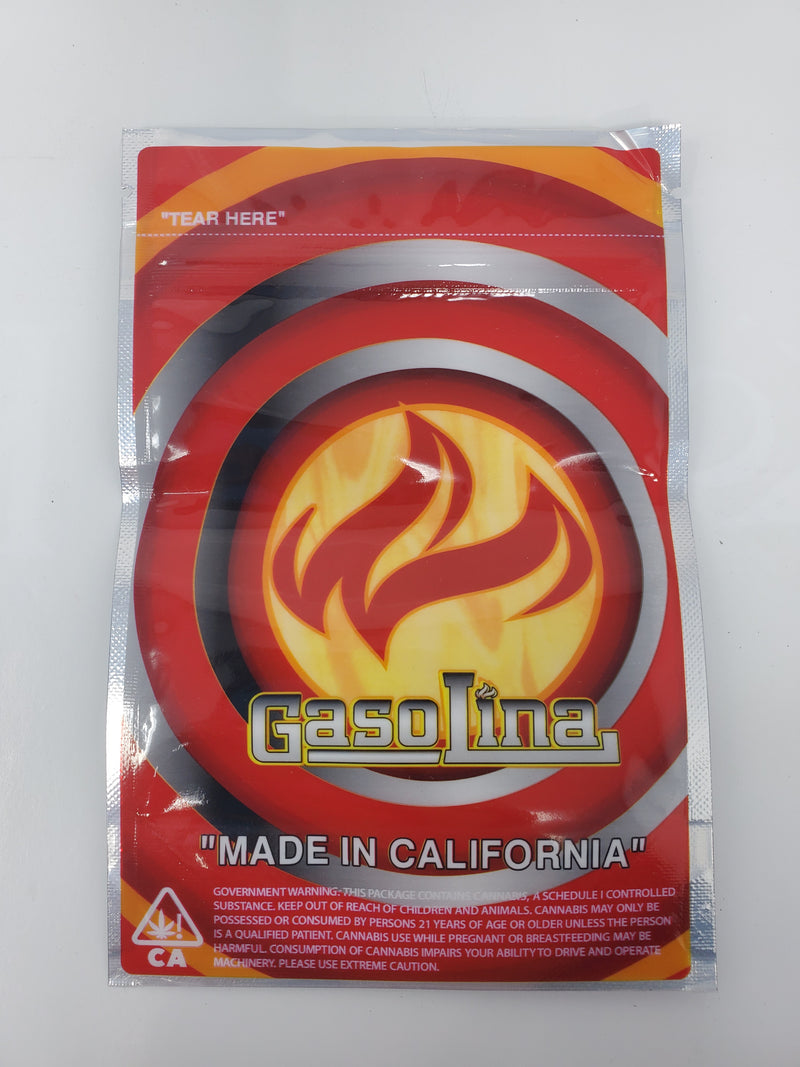 "TEAR HERE"
GasoLina
"MADE IN CALIFORNIA"
GOVERNMENT WARNING: THIS PACKAGE CONTAINS CANNABIS, A SCHEDULE I CONTROLLED
SUBSTANCE. KEEP OUT OF REACH OF CHILDREN AND ANIMALS. CANNABIS MAY ONLY BE
POSSESSED OR CONSUMED BY PERSONS 21 YEARS OF AGE OR OLDER UNLESS THE PERSON
IS A QUALIFIED PATIENT. CANNABIS USE WHILE PREGNANT OR BREASTFEEDING MAY BE
HARMFUL. CONSUMPTION OF CANNABIS IMPAIRS YOUR ABILITY TO DRIVE AND OPERATE
MACHINERY. PLEASE USE EXTREME CAUTION.
!
CA